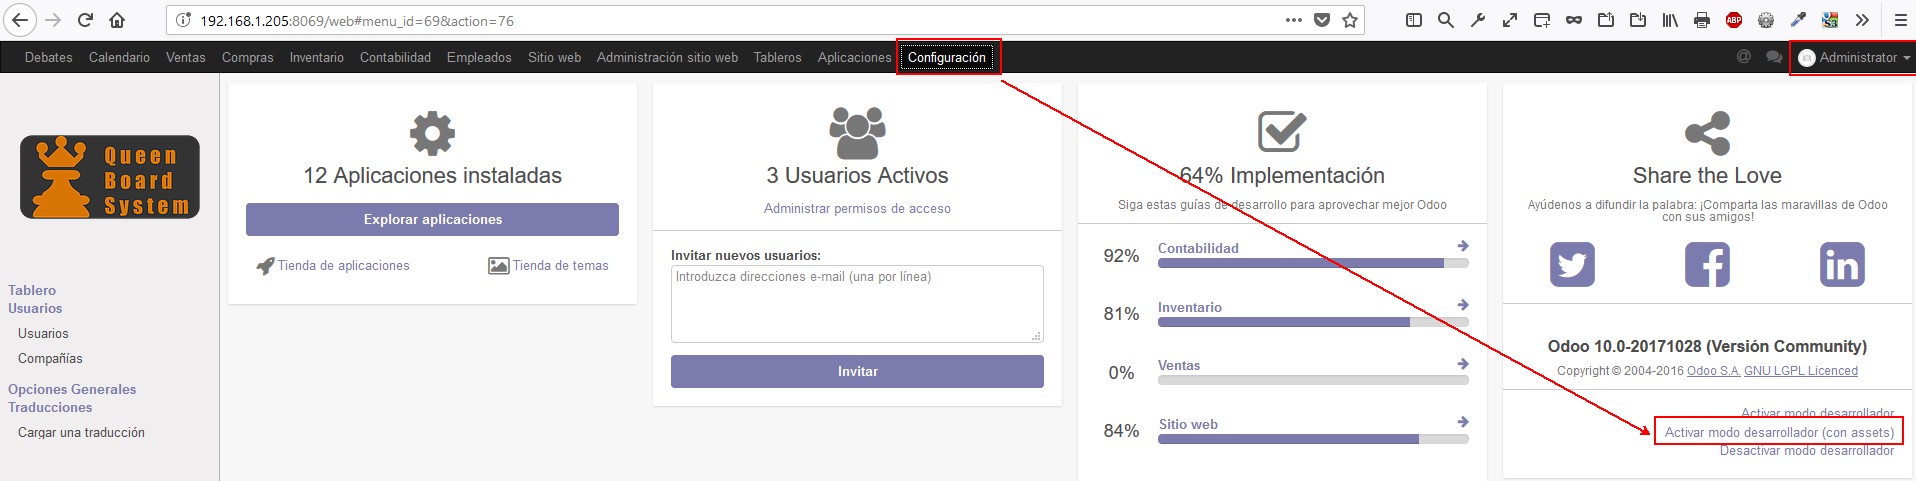 192.168.1.205:8069/web#menu_id=69&action=76
Debates Calendario Ventas Compras Inventario Contabilidad Empleados Sitio web Administración sitio web Tableros Aplicaciones Configuración Administrator
Queen
Board
System
Tablero
Usuarios
Usuarios
Compañías
Opciones Generales
Traducciones
Cargar una traducción
12 Aplicaciones instaladas
Explorar aplicaciones
Tienda de aplicaciones Tienda de temas
3 Usuarios Activos
Administrar permisos de acceso
Invitar nuevos usuarios:
Introduzca direcciones e-mail (una por línea)
Invitar
64% Implementación
Siga estas guías de desarrollo para aprovechar mejor Odoo
92% Contabilidad
81% Inventario
0% Ventas
84% Sitio web
Share the Love
Ayúdenos a difundir la palabra: ¡Comparta las maravillas de Odoo
con sus amigos!
Odoo 10.0-20171028 (Versión Community)
Copyright © 2004-2016 Odoo S.A. GNU LGPL Licenced
Activar modo desarrollador
Activar modo desarrollador (con assets)
Desactivar modo desarrollador